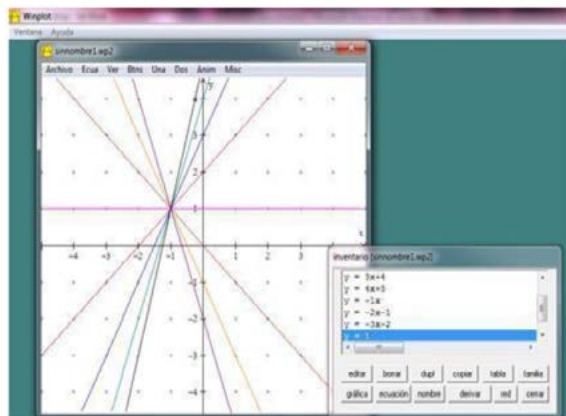 Winplot
Ventana Ayuda
sinnombre1.wp2
Archivo Ecua Ver Btns Una Dos Anim Misc
y
4
3
2
1
x
-4 -3 -2 -1 1 2 3
-1
-2
-3
-4
inventario (sinnombre1.wp2)
y = 3x+4
y = 4x+5
y = -1x
y = -2x-1
y = -3x-2
y = 1
editar borrar dupl copiar tabla familia
gráfica ecuación nombre derivar red cerrar